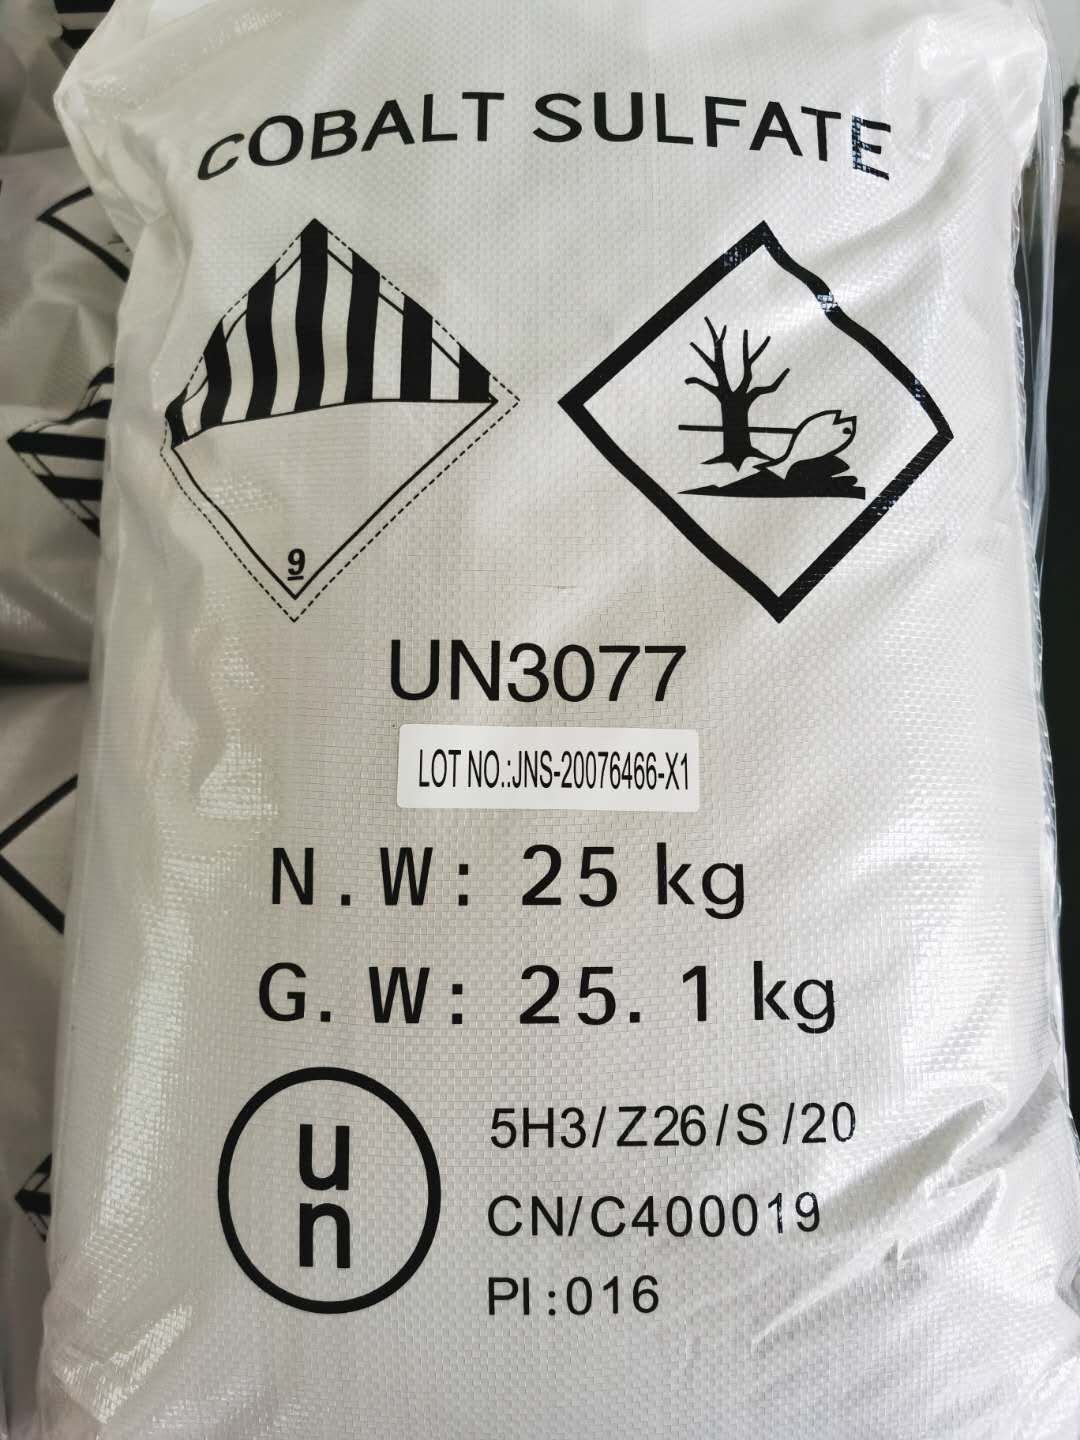 COBALT SULFATE
9
UN3077
LOT NO.:JNS-20076466-X1
N.W: 25 kg
G.W: 25.1 kg
un
5H3/Z26/S/20
CN/C400019
PI:016